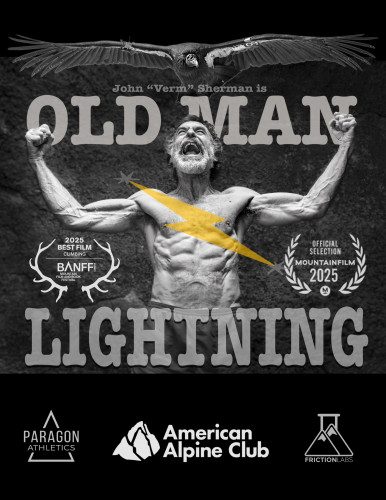 John “Verm” Sherman is
OLD MAN
2025
BEST FILM
CLIMBING
BANFF
OFFICIAL
SELECTION
MOUNTAINFILM
2025
LIGHTNING
PARAGON
ATHLETICS
American
Alpine Club
FRICTIONLABS